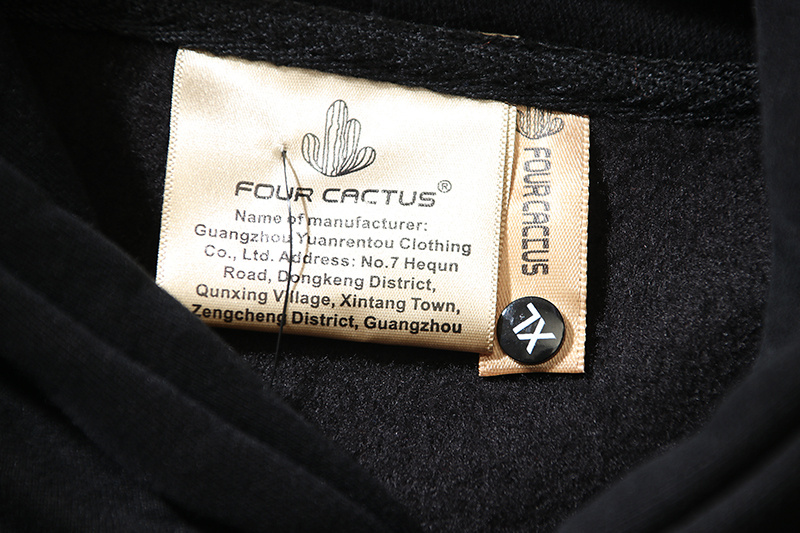 FOUR CACTUS®
Name of manufacturer:
Guangzhou Yuanrentou Clothing
Co., Ltd. Address: No.7 Hequn
Road, Dongkeng District,
Qunxing Village, Xintang Town,
Zengcheng District, Guangzhou
FOUR CACTUS
XL